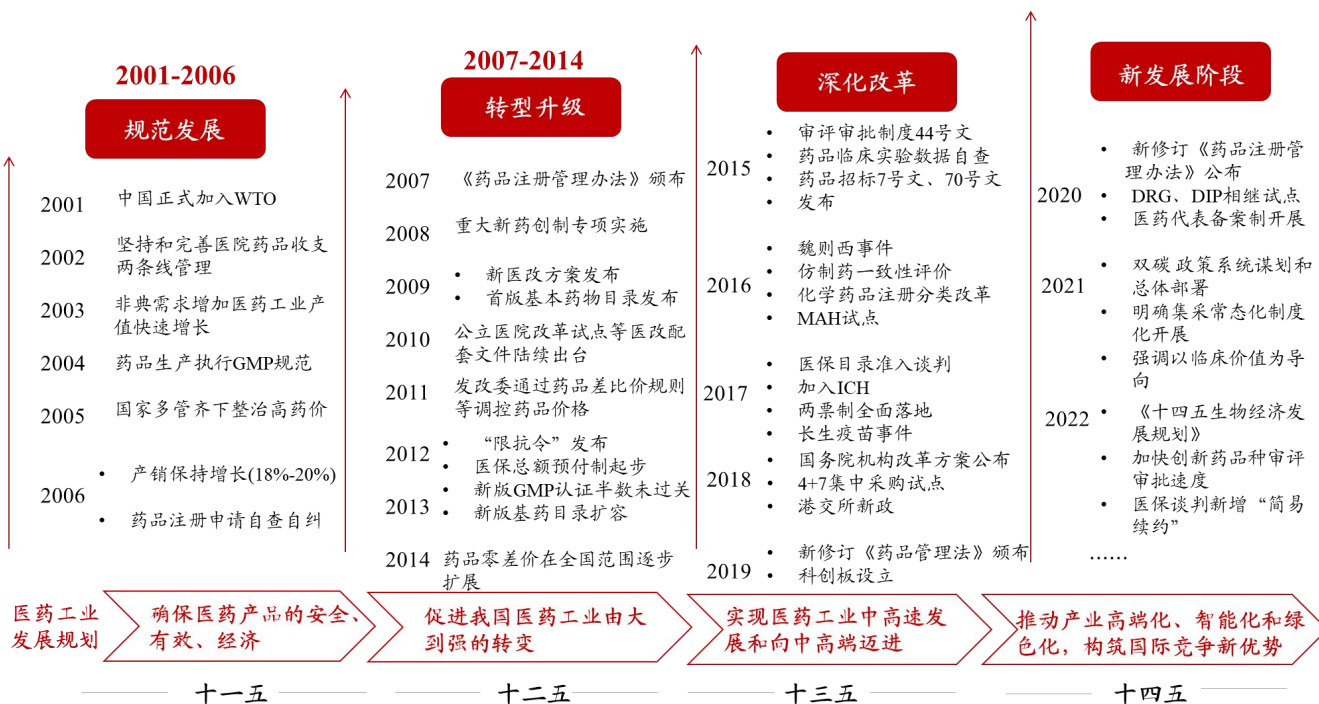 2001-2006
规范发展
2001
中国正式加入WTO
2002
坚持和完善医院药品收支
两条线管理
2003
非典需求增加医药工业产
值快速增长
2004
药品生产执行GMP规范
2005
国家多管齐下整治高药价
2006
• 产销保持增长(18%-20%)
• 药品注册申请自查自纠
2007-2014
转型升级
2007
《药品注册管理办法》颁布
2008
重大新药创制专项实施
2009
• 新医改方案发布
• 首版基本药物目录发布
2010
公立医院改革试点等医改配
套文件陆续出台
2011
发改委通过药品差比价规则
等调控药品价格
2012
• “限抗令”发布
• 医保总额预付制起步
2013
• 新版GMP认证半数未过关
• 新版基药目录扩容
2014
药品零差价在全国范围逐步
扩展
深化改革
2015
• 审评审批制度44号文
• 药品临床实验数据自查
• 药品招标7号文、70号文
• 发布
2016
• 魏则西事件
• 仿制药一致性评价
• 化学药品注册分类改革
• MAH试点
2017
• 医保目录准入谈判
• 加入ICH
• 两票制全面落地
• 长生疫苗事件
2018
• 国务院机构改革方案公布
• 4+7集中采购试点
• 港交所新政
2019
• 新修订《药品管理法》颁布
• 科创板设立
新发展阶段
2020
• 新修订《药品注册管
理办法》公布
• DRG、DIP相继试点
• 医药代表备案制开展
2021
• 双碳 政策系统谋划和
总体部署
• 明确集采常态化制度
化开展
• 强调以临床价值为导
向
2022
• 《十四五生物经济发
展规划》
• 加快创新药品种审评
审批速度
• 医保谈判新增“简易
续约”
……
医药工业
发展规划
确保医药产品的安全、
有效、经济
促进我国医药工业由大
到强的转变
实现医药工业中高速发
展和向中高端迈进
推动产业高端化、智能化和绿
色化，构筑国际竞争新优势
十一五
十二五
十三五
十四五